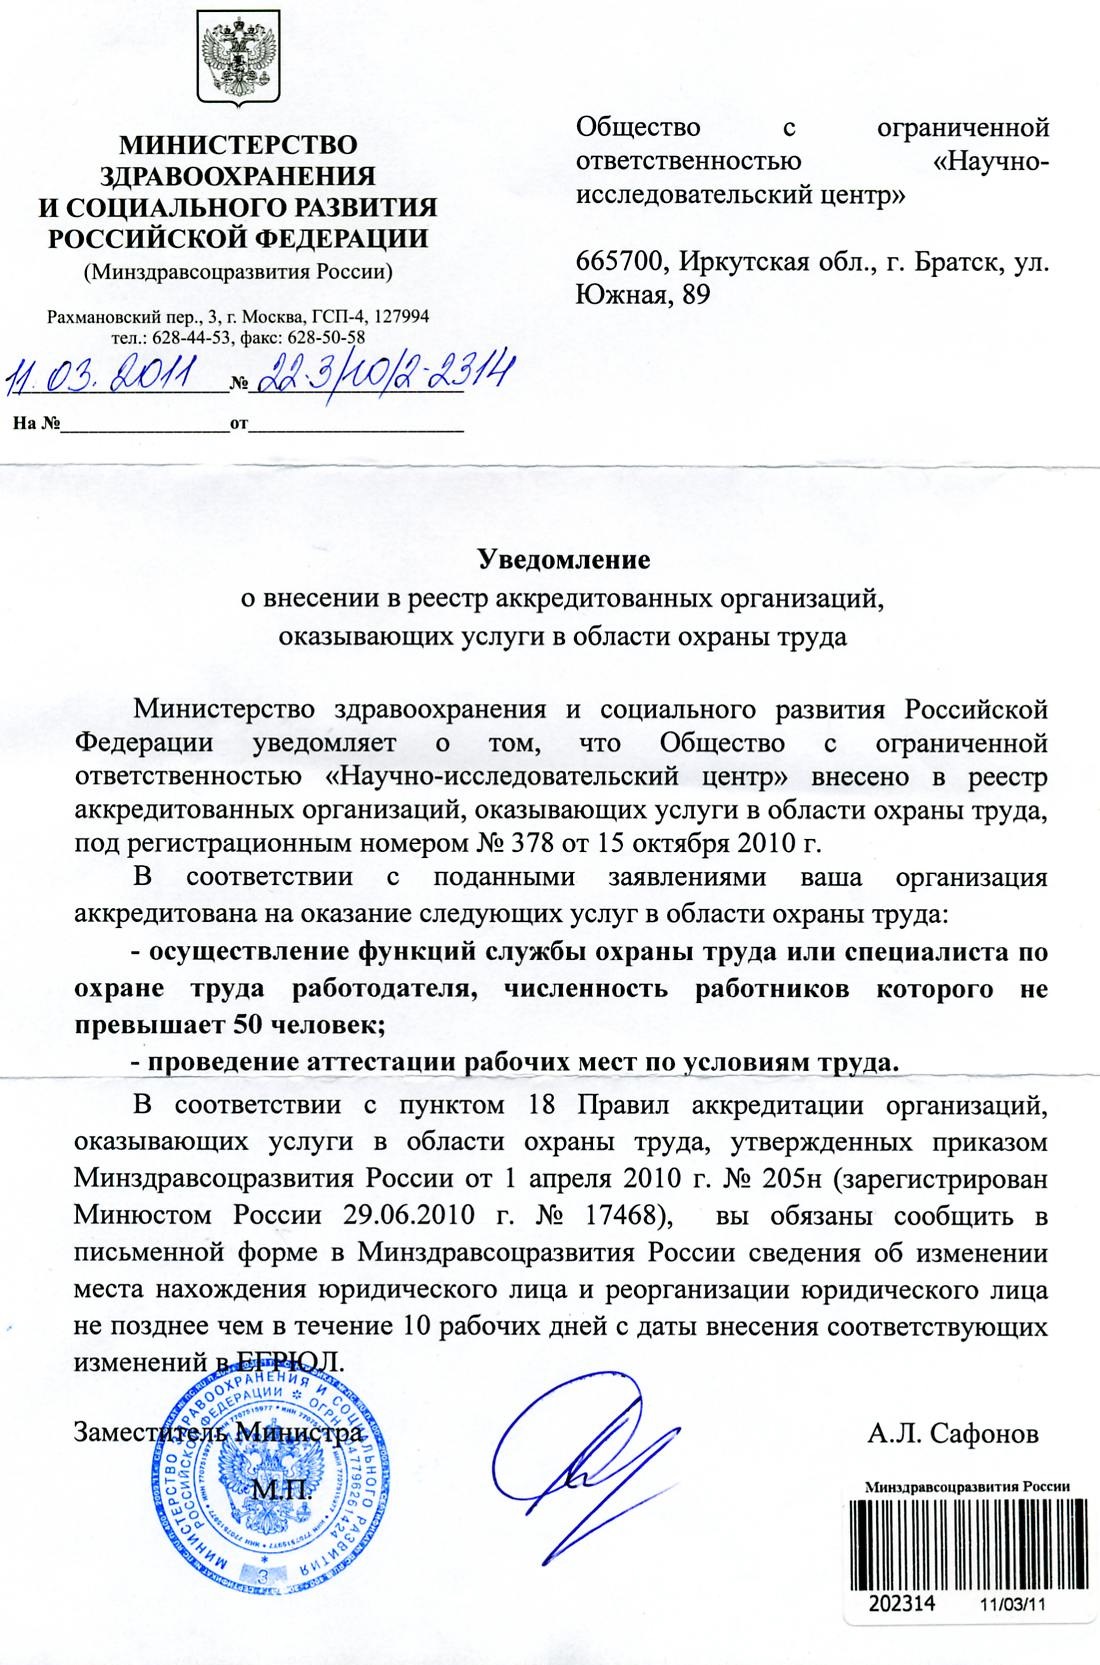 МИНИСТЕРСТВО
ЗДРАВООХРАНЕНИЯ
И СОЦИАЛЬНОГО РАЗВИТИЯ
РОССИЙСКОЙ ФЕДЕРАЦИИ
(Минздравсоцразвития России)
Рахмановский пер., 3, г. Москва, ГСП-4, 127994
тел.: 628-44-53, факс: 628-50-58
11.03.2011 № 22-3/10/2-2314
На № от
Общество с ограниченной
ответственностью «Научно-
исследовательский центр»
665700, Иркутская обл., г. Братск, ул.
Южная, 89
Уведомление
о внесении в реестр аккредитованных организаций,
оказывающих услуги в области охраны труда
Министерство здравоохранения и социального развития Российской
Федерации уведомляет о том, что Общество с ограниченной
ответственностью «Научно-исследовательский центр» внесено в реестр
аккредитованных организаций, оказывающих услуги в области охраны труда,
под регистрационным номером № 378 от 15 октября 2010 г.
В соответствии с поданными заявлениями ваша организация
аккредитована на оказание следующих услуг в области охраны труда:
- осуществление функций службы охраны труда или специалиста по
охране труда работодателя, численность работников которого не
превышает 50 человек;
- проведение аттестации рабочих мест по условиям труда.
В соответствии с пунктом 18 Правил аккредитации организаций,
оказывающих услуги в области охраны труда, утвержденных приказом
Минздравсоцразвития России от 1 апреля 2010 г. № 205н (зарегистрирован
Минюстом России 29.06.2010 г. № 17468), вы обязаны сообщить в
письменной форме в Минздравсоцразвития России сведения об изменении
места нахождения юридического лица и реорганизации юридического лица
не позднее чем в течение 10 рабочих дней с даты внесения соответствующих
изменений в ЕГРЮЛ.
Заместитель Министра
А.Л. Сафонов
М.П.
МИНИСТЕРСТВО ЗДРАВООХРАНЕНИЯ И СОЦИАЛЬНОГО РАЗВИТИЯ
РОССИЙСКОЙ ФЕДЕРАЦИИ * ОГРН 1047796261424
ИНН 7707515977
3
Минздравсоцразвития России
202314 11/03/11